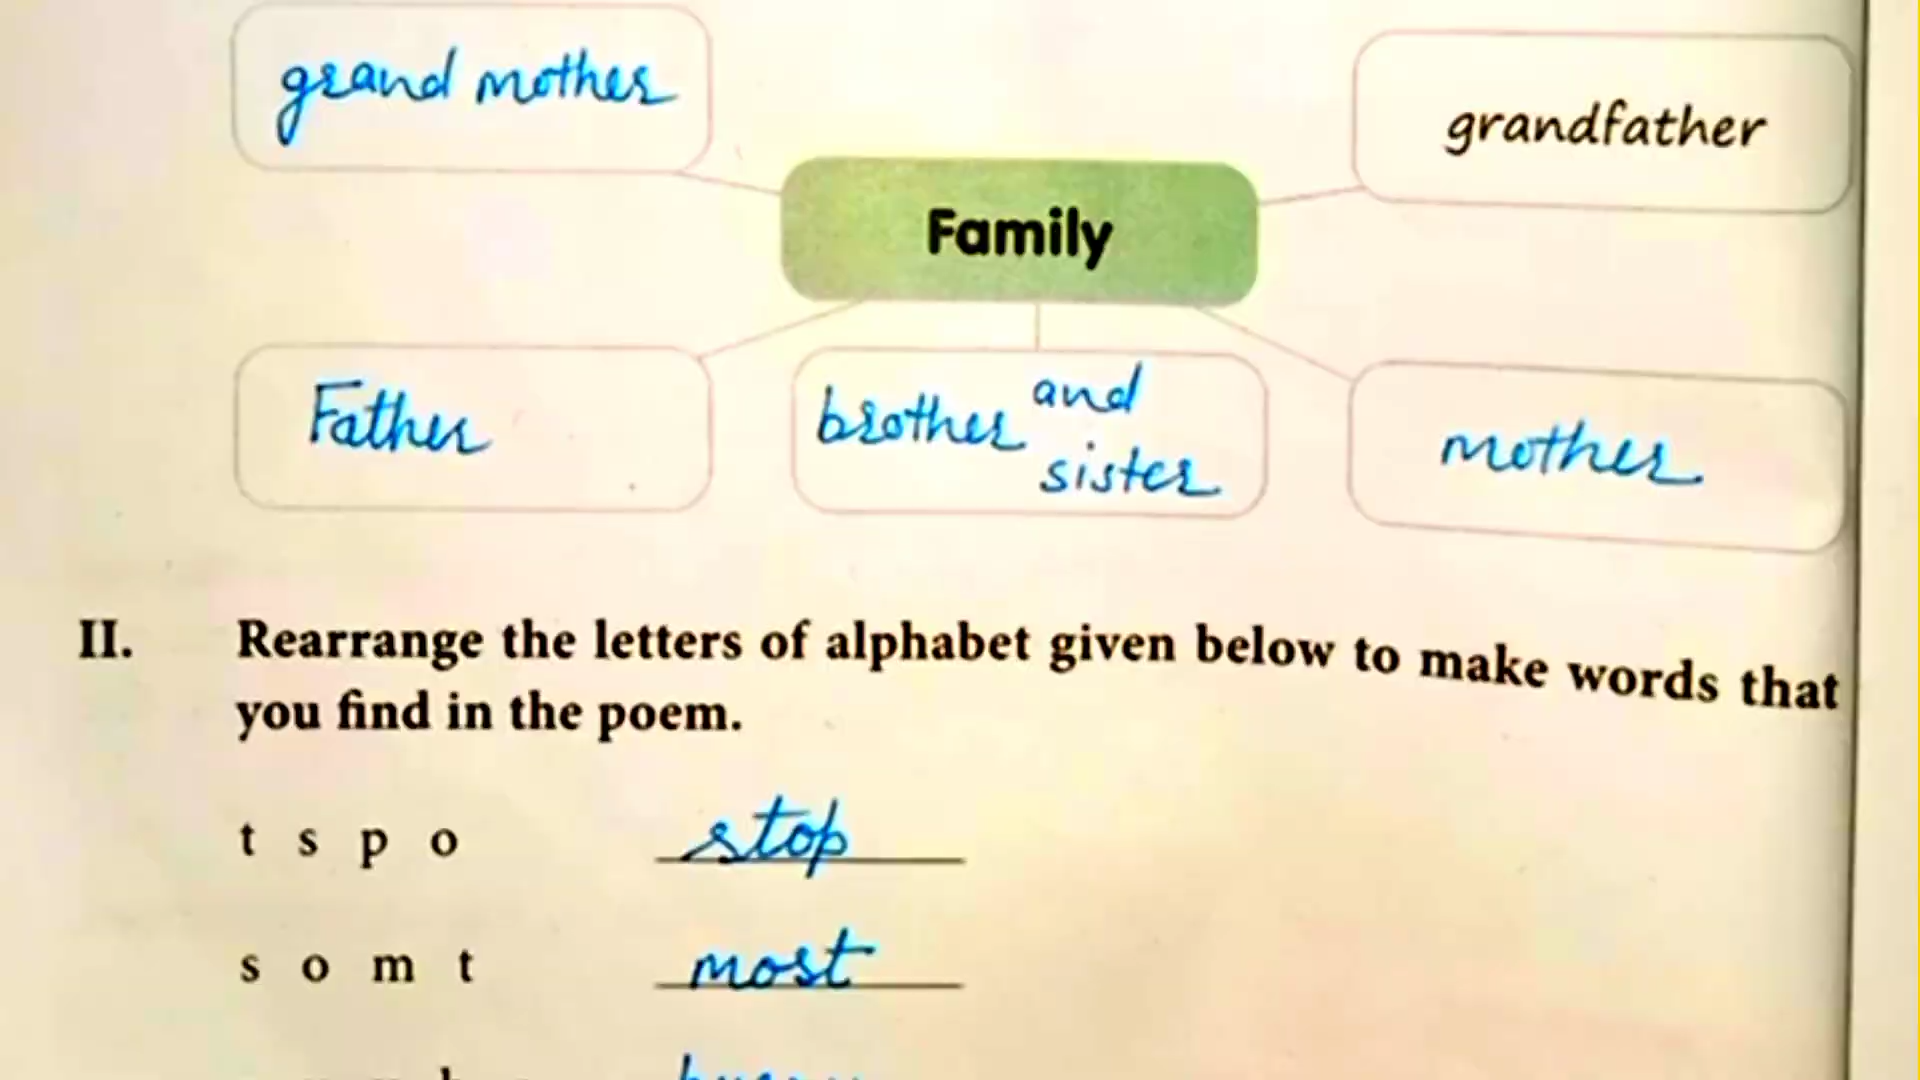 grand mother
grandfather
Family
Father
brother and
sister
mother
II. Rearrange the letters of alphabet given below to make words that
you find in the poem.
t s p o stop
s o m t most